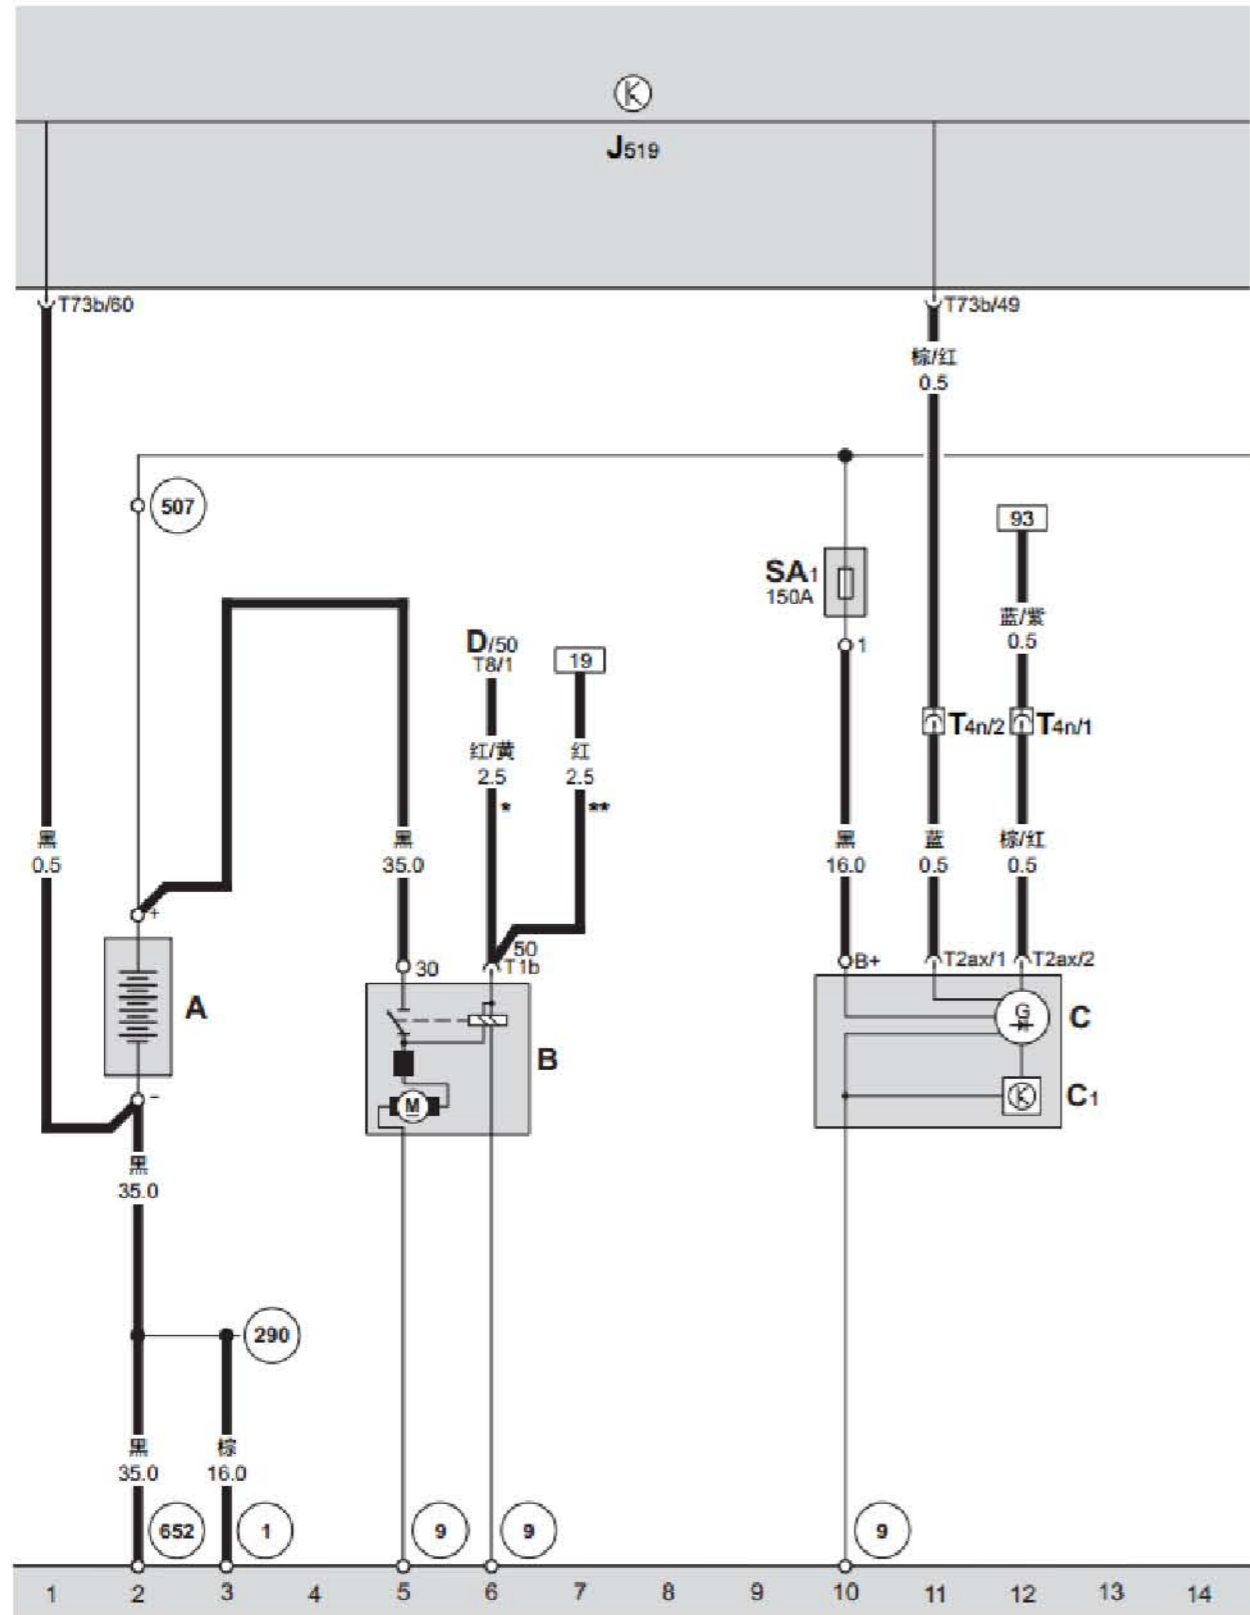 J519
T73b/60
T73b/49
棕/红
0.5
507
93
SA1
150A
蓝/紫
0.5
1
D/50
T8/1
19
T4n/2
T4n/1
红/黄
2.5
*
红
2.5
**
黑
0.5
黑
35.0
黑
16.0
蓝
0.5
棕/红
0.5
+
50
T1b
30
B+
T2ax/1
T2ax/2
A
G
C
B
M
C1
-
黑
35.0
290
黑
35.0
棕
16.0
652
1
9
9
9
1 2 3 4 5 6 7 8 9 10 11 12 13 14